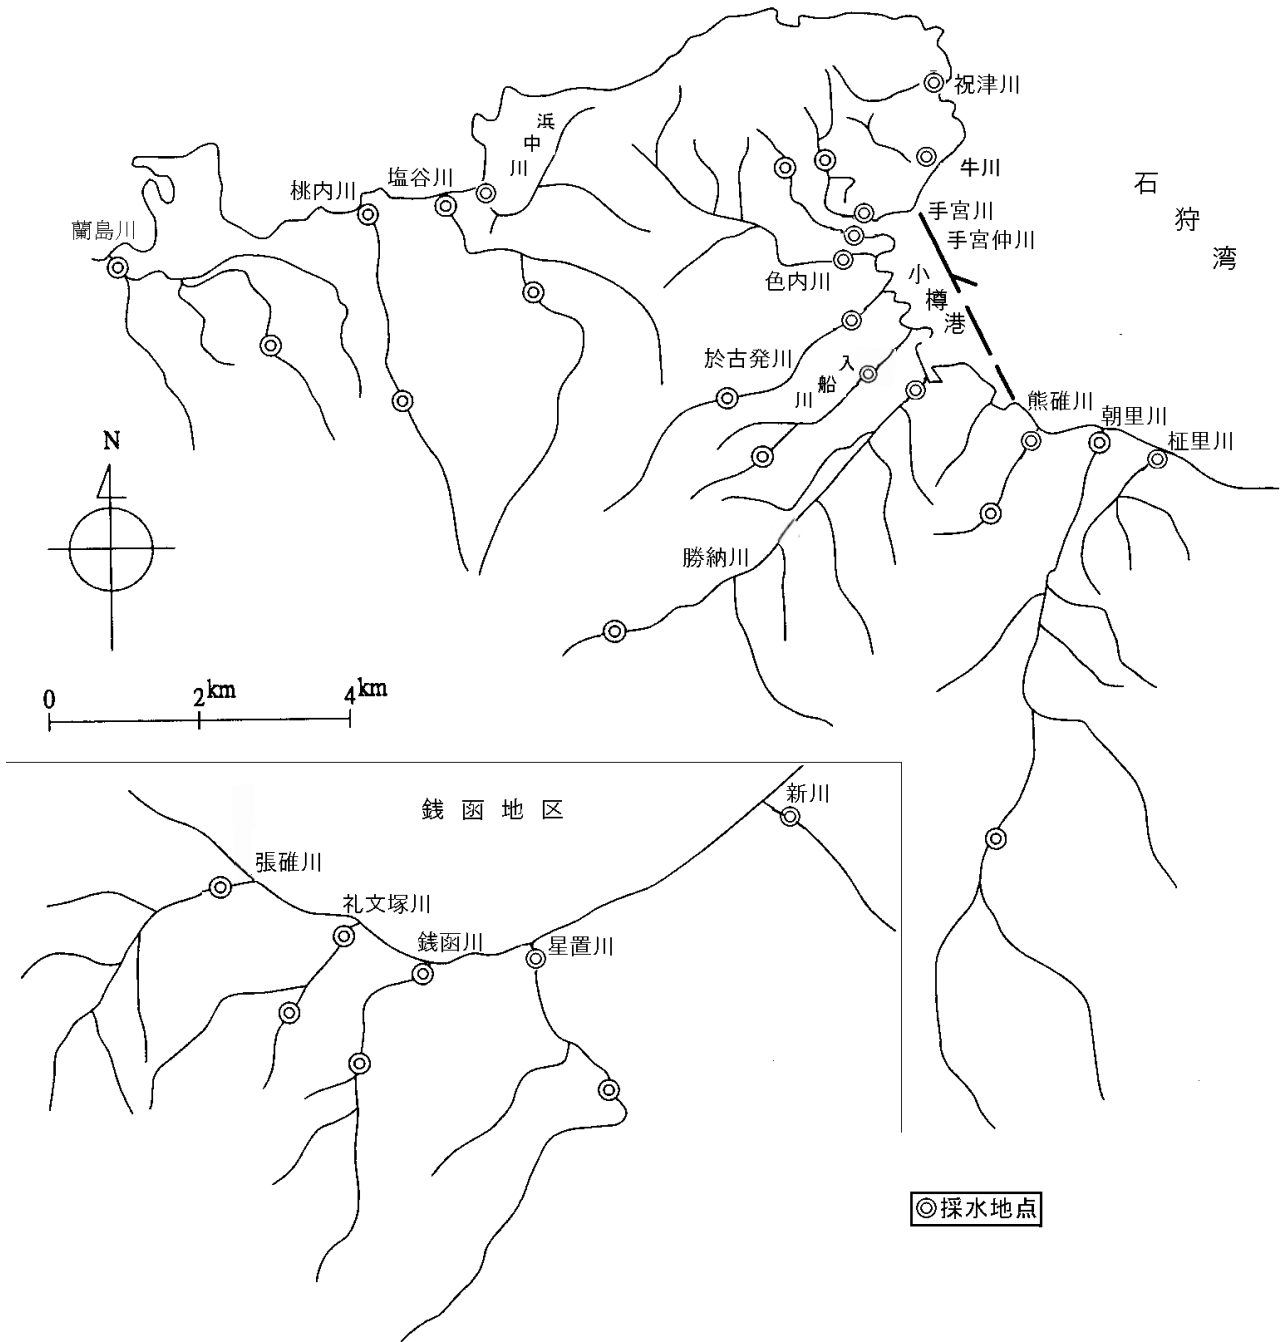 祝津川
浜中川
牛川
塩谷川
桃内川
石狩湾
手宮川
蘭島川
手宮仲川
色内川
小樽港
於古発川
入船川
熊碓川
朝里川
柾里川
N
勝納川
0 2km 4km
銭函地区
新川
張碓川
礼文塚川
銭函川
星置川
◎採水地点